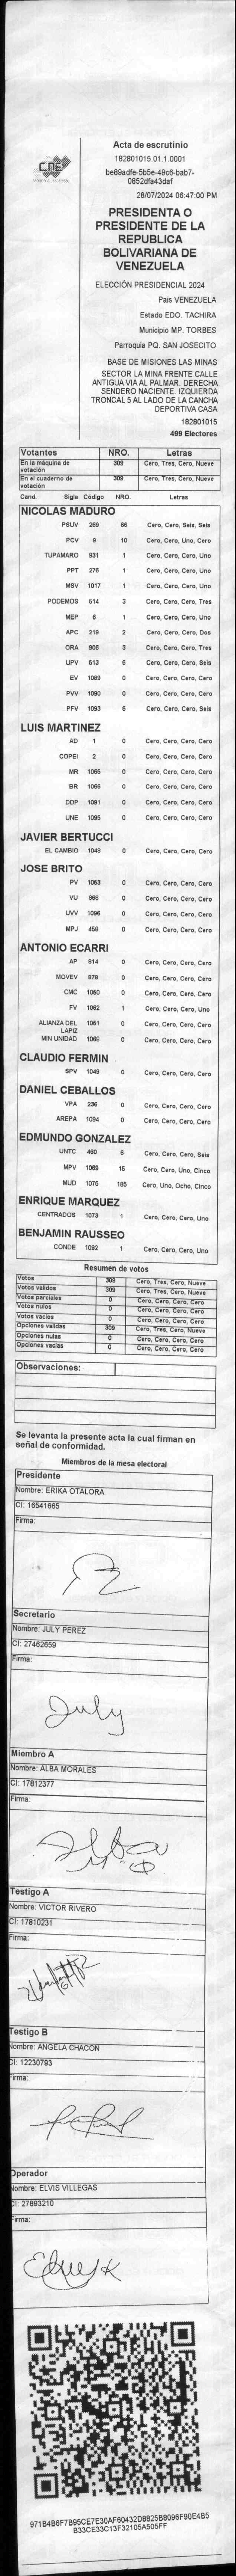 CNE
Acta de escrutinio
182801015.01.1.0001
be89adfe-5b5e-49c6-bab7-
0852dfa43daf
28/07/2024 06:47:00 PM
PRESIDENTA O
PRESIDENTE DE LA
REPUBLICA
BOLIVARIANA DE
VENEZUELA
ELECCIÓN PRESIDENCIAL 2024
Pais VENEZUELA
Estado EDO. TACHIRA
Municipio MP. TORBES
Parroquia PQ. SAN JOSECITO
BASE DE MISIONES LAS MINAS
SECTOR LA MINA FRENTE CALLE
ANTIGUA VIA AL PALMAR. DERECHA
SENDERO NACIENTE. IZQUIERDA
TRONCAL 5 AL LADO DE LA CANCHA
DEPORTIVA CASA
182801015
499 Electores
Votantes NRO. Letras
En la máquina de votación 309 Cero, Tres, Cero, Nueve
En el cuaderno de votación 309 Cero, Tres, Cero, Nueve
Cand. Sigla Código NRO. Letras
NICOLAS MADURO
PSUV 269 66 Cero, Cero, Seis, Seis
PCV 9 10 Cero, Cero, Uno, Cero
TUPAMARO 931 1 Cero, Cero, Cero, Uno
PPT 276 1 Cero, Cero, Cero, Uno
MSV 1017 1 Cero, Cero, Cero, Uno
PODEMOS 514 3 Cero, Cero, Cero, Tres
MEP 6 1 Cero, Cero, Cero, Uno
APC 219 2 Cero, Cero, Cero, Dos
ORA 906 3 Cero, Cero, Cero, Tres
UPV 613 6 Cero, Cero, Cero, Seis
EV 1089 0 Cero, Cero, Cero, Cero
PVV 1090 0 Cero, Cero, Cero, Cero
PFV 1093 6 Cero, Cero, Cero, Seis
LUIS MARTINEZ
AD 1 0 Cero, Cero, Cero, Cero
COPEI 2 0 Cero, Cero, Cero, Cero
MR 1065 0 Cero, Cero, Cero, Cero
BR 1066 0 Cero, Cero, Cero, Cero
DDP 1091 0 Cero, Cero, Cero, Cero
UNE 1095 0 Cero, Cero, Cero, Cero
JAVIER BERTUCCI
EL CAMBIO 1048 0 Cero, Cero, Cero, Cero
JOSE BRITO
PV 1053 0 Cero, Cero, Cero, Cero
VU 868 0 Cero, Cero, Cero, Cero
UVV 1096 0 Cero, Cero, Cero, Cero
MPJ 458 0 Cero, Cero, Cero, Cero
ANTONIO ECARRI
AP 814 0 Cero, Cero, Cero, Cero
MOVEV 878 0 Cero, Cero, Cero, Cero
CMC 1050 0 Cero, Cero, Cero, Cero
FV 1062 1 Cero, Cero, Cero, Uno
ALIANZA DEL LAPIZ 1051 0 Cero, Cero, Cero, Cero
MIN UNIDAD 1068 0 Cero, Cero, Cero, Cero
CLAUDIO FERMIN
SPV 1049 0 Cero, Cero, Cero, Cero
DANIEL CEBALLOS
VPA 236 0 Cero, Cero, Cero, Cero
AREPA 1094 0 Cero, Cero, Cero, Cero
EDMUNDO GONZALEZ
UNTC 460 6 Cero, Cero, Cero, Seis
MPV 1069 15 Cero, Cero, Uno, Cinco
MUD 1075 185 Cero, Uno, Ocho, Cinco
ENRIQUE MARQUEZ
CENTRADOS 1073 1 Cero, Cero, Cero, Uno
BENJAMIN RAUSSEO
CONDE 1092 1 Cero, Cero, Cero, Uno
Resumen de votos
Votos 309 Cero, Tres, Cero, Nueve
Votos validos 309 Cero, Tres, Cero, Nueve
Votos parciales 0 Cero, Cero, Cero, Cero
Votos nulos 0 Cero, Cero, Cero, Cero
Votos vacios 0 Cero, Cero, Cero, Cero
Opciones validas 309 Cero, Tres, Cero, Nueve
Opciones nulas 0 Cero, Cero, Cero, Cero
Opciones vacias 0 Cero, Cero, Cero, Cero
Observaciones:
Se levanta la presente acta la cual firman en
señal de conformidad.
Miembros de la mesa electoral
Presidente
Nombre: ERIKA OTALORA
CI: 16541665
Firma:
Secretario
Nombre: JULY PEREZ
CI: 27462659
Firma:
July
Miembro A
Nombre: ALBA MORALES
CI: 17812377
Firma:
Alba
Testigo A
Nombre: VICTOR RIVERO
CI: 17810231
Firma:
Testigo B
Nombre: ANGELA CHACON
CI: 12230793
Firma:
Operador
Nombre: ELVIS VILLEGAS
CI: 27893210
Firma:
971B4B6F7B95CE7E30AF60432D8825B8096F90E4B5
B33CE33C13F32105A505FF